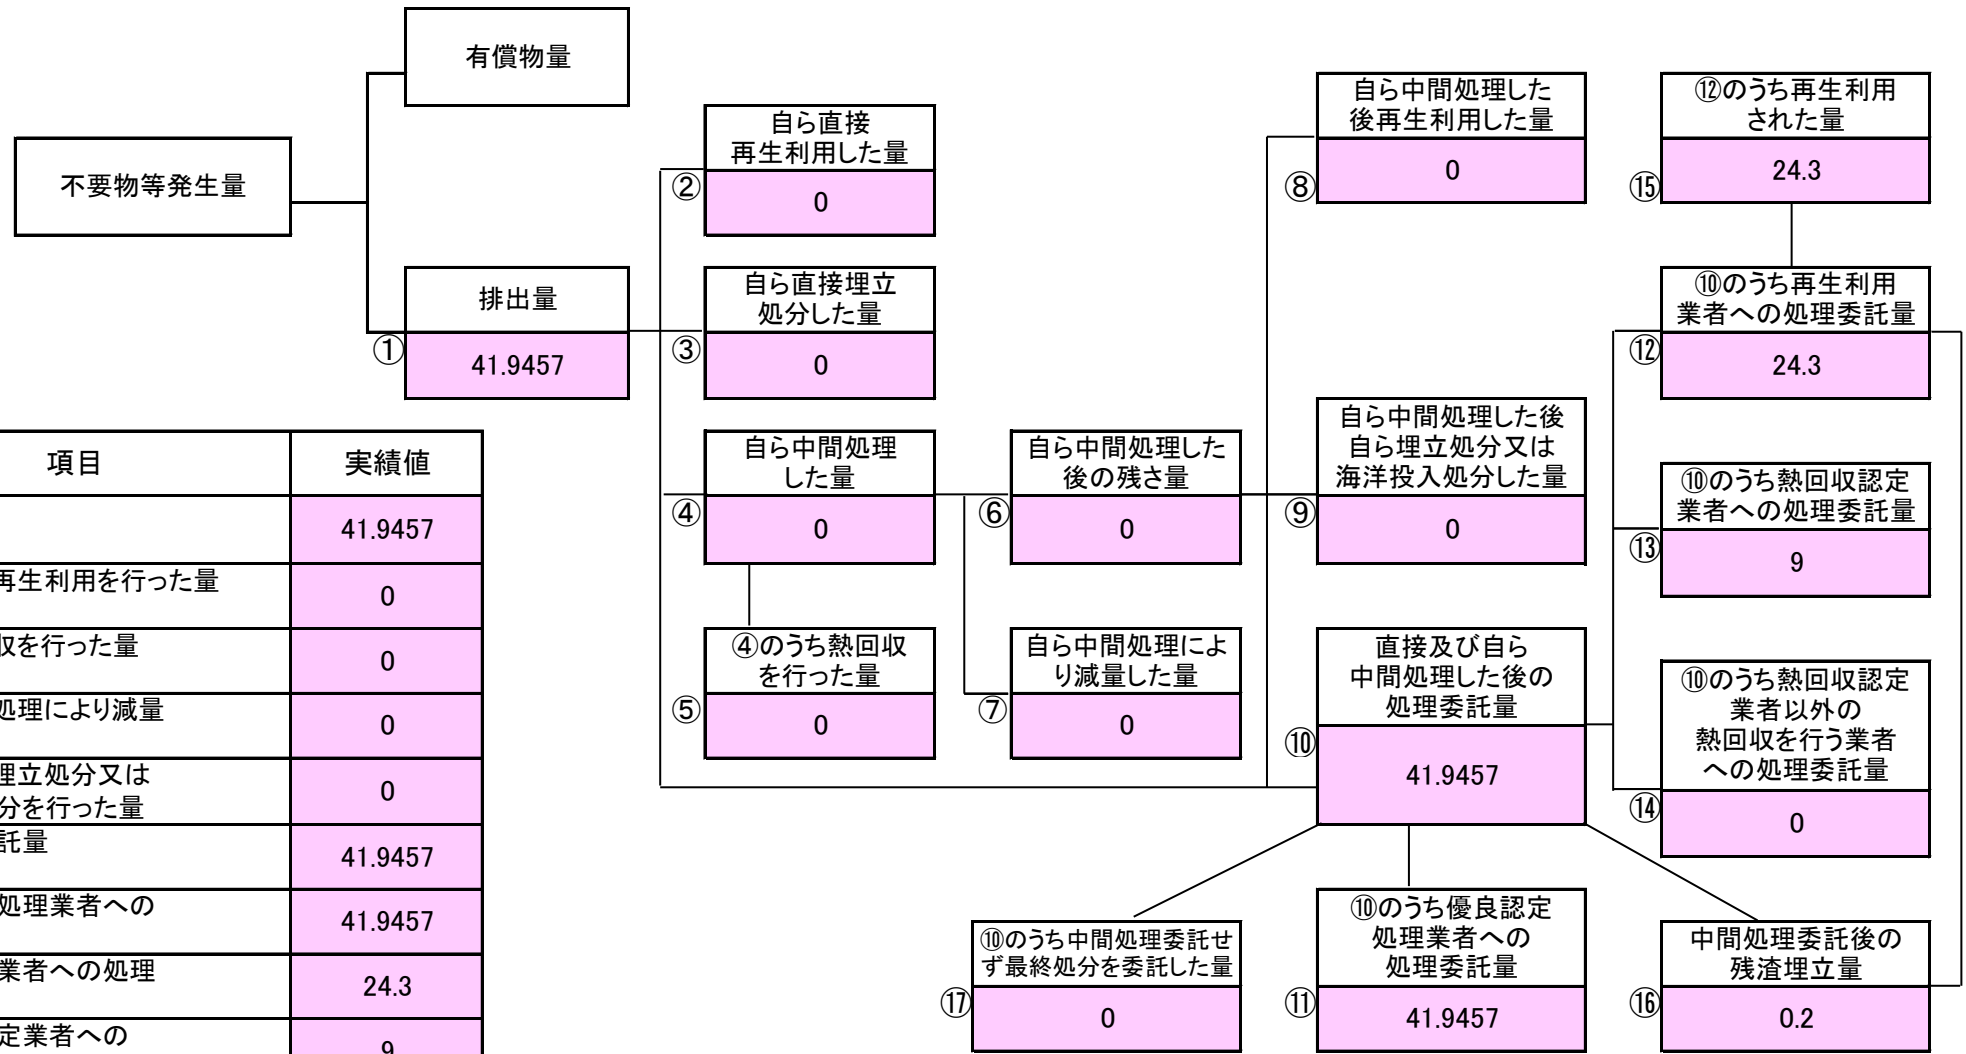 有償物量
不要物等発生量
排出量
①
41.9457
自ら直接
再生利用した量
②
0
自ら直接埋立
処分した量
③
0
自ら中間処理
した量
④
0
④のうち熱回収
を行った量
⑤
0
自ら中間処理した
後の残さ量
⑥
0
自ら中間処理によ
り減量した量
⑦
0
自ら中間処理した
後再生利用した量
⑧
0
自ら中間処理した後
自ら埋立処分又は
海洋投入処分した量
⑨
0
直接及び自ら
中間処理した後の
処理委託量
⑩
41.9457
⑫のうち再生利用
された量
⑮
24.3
⑩のうち再生利用
業者への処理委託量
⑫
24.3
⑩のうち熱回収認定
業者への処理委託量
⑬
9
⑩のうち熱回収認定
業者以外の
熱回収を行う業者
への処理委託量
⑭
0
⑩のうち中間処理委託せ
ず最終処分を委託した量
⑰
0
⑩のうち優良認定
処理業者への
処理委託量
⑪
41.9457
中間処理委託後の
残渣埋立量
⑯
0.2
項目 実績値
41.9457
再生利用を行った量
0
収を行った量
0
処理により減量
0
埋立処分又は
分を行った量
0
託量
41.9457
処理業者への
41.9457
業者への処理
24.3
定業者への
9